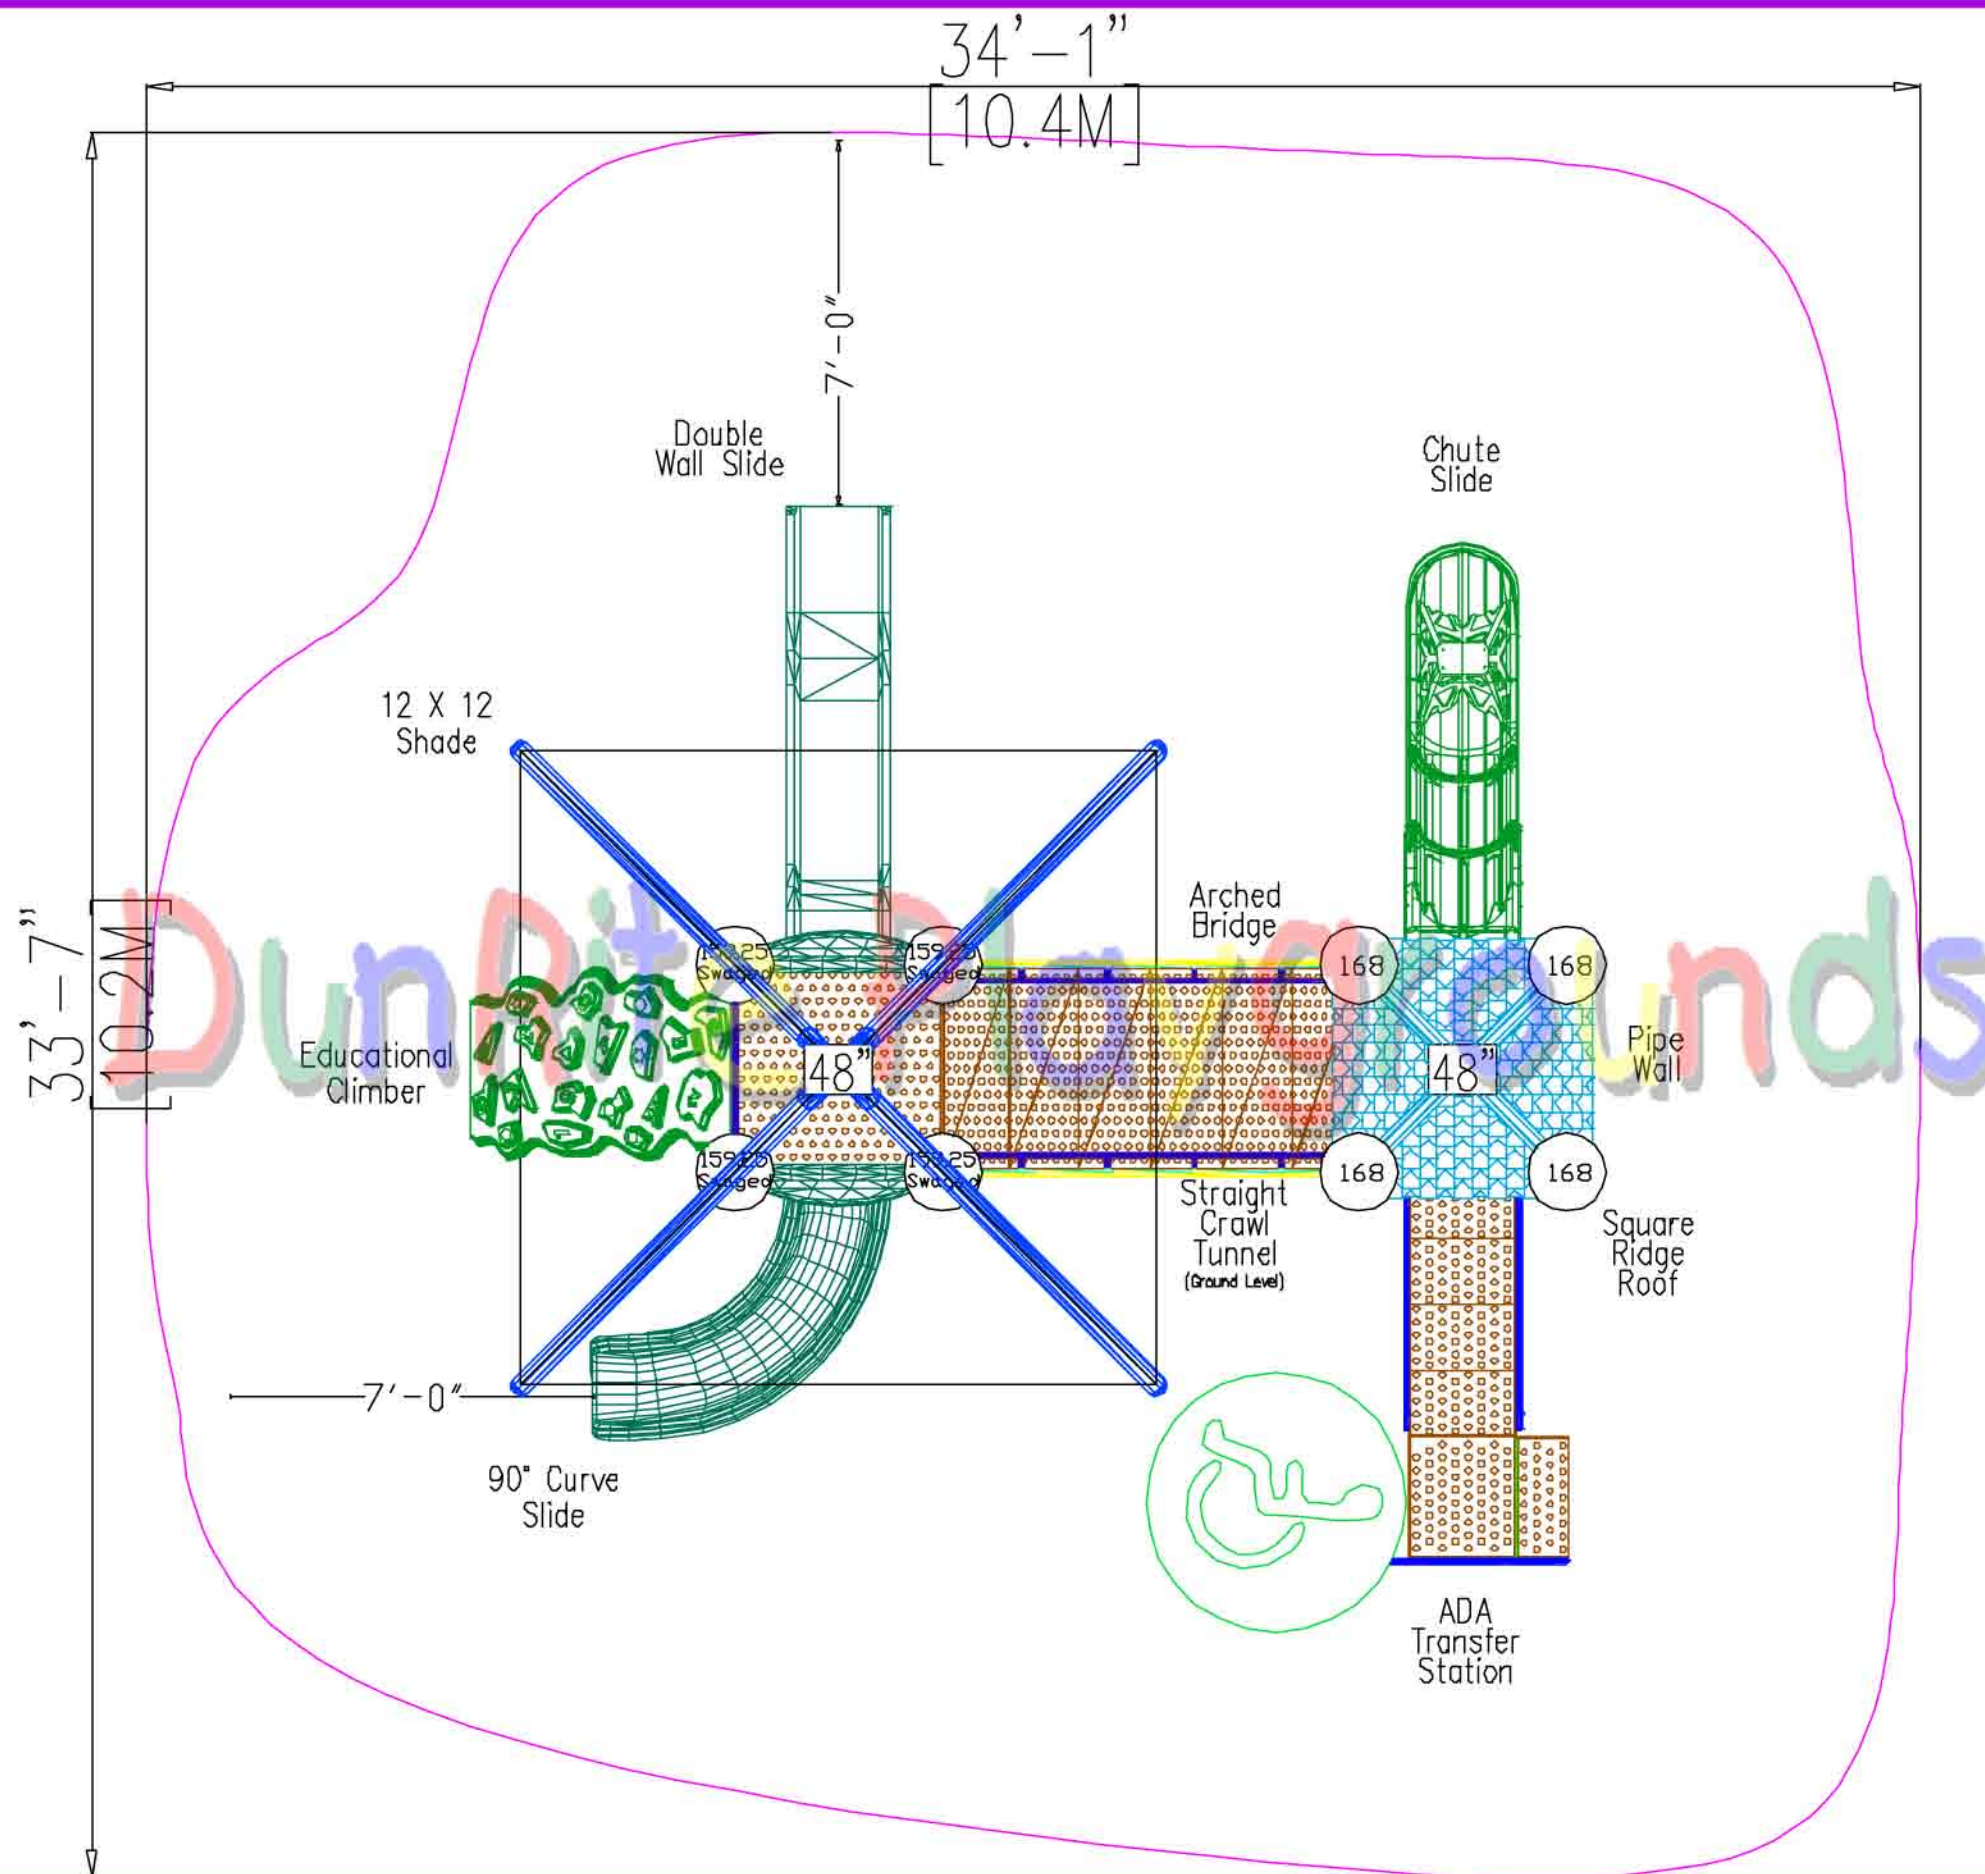 34'-1"
[10.4M]
7'-0"
Double
Wall Slide
Chute
Slide
12 X 12
Shade
Arched
Bridge
33'-7"
10.2M
DunRite Playgrounds
159.25
Swaged
159.25
Swaged
168
168
Educational
Climber
48"
48"
Pipe
Wall
159.25
Swaged
159.25
Swaged
168
168
Straight
Crawl
Tunnel
(Ground Level)
Square
Ridge
Roof
7'-0"
90° Curve
Slide
ADA
Transfer
Station